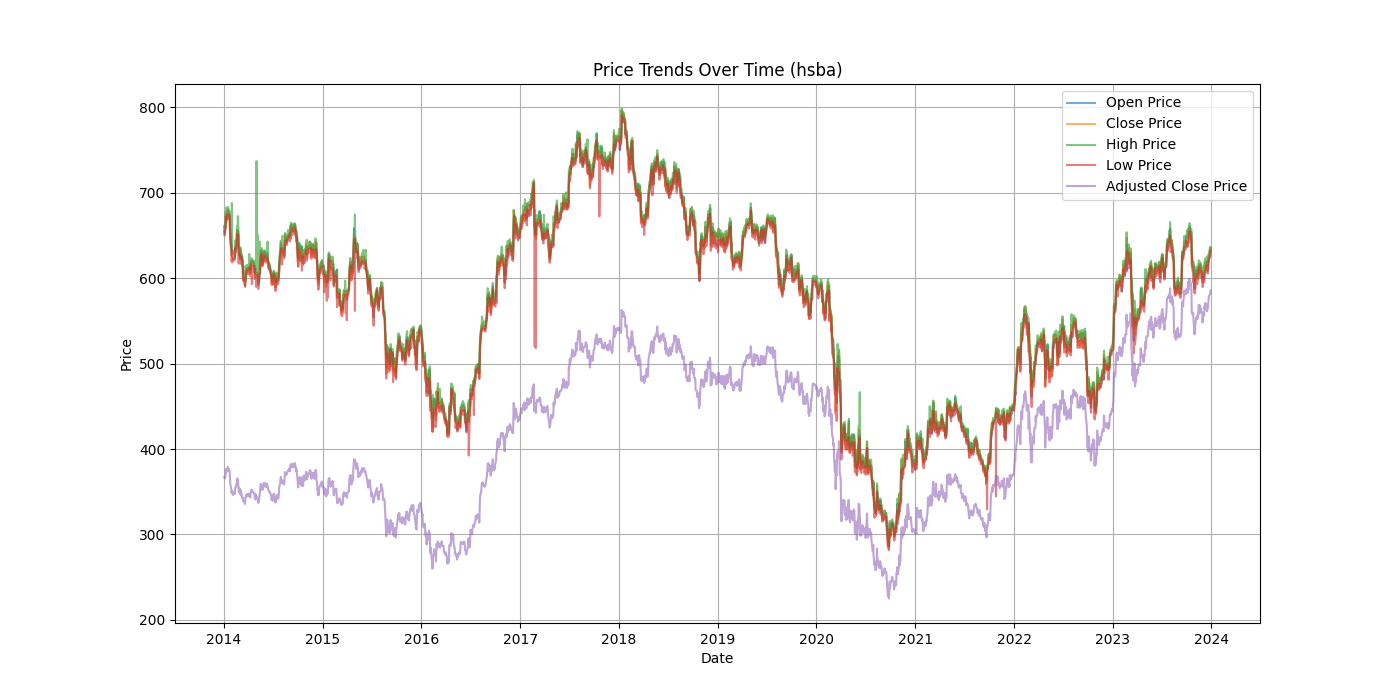 Price Trends Over Time (hsba)
Open Price
Close Price
High Price
Low Price
Adjusted Close Price
Price
800
700
600
500
400
300
200
2014 2015 2016 2017 2018 2019 2020 2021 2022 2023 2024
Date